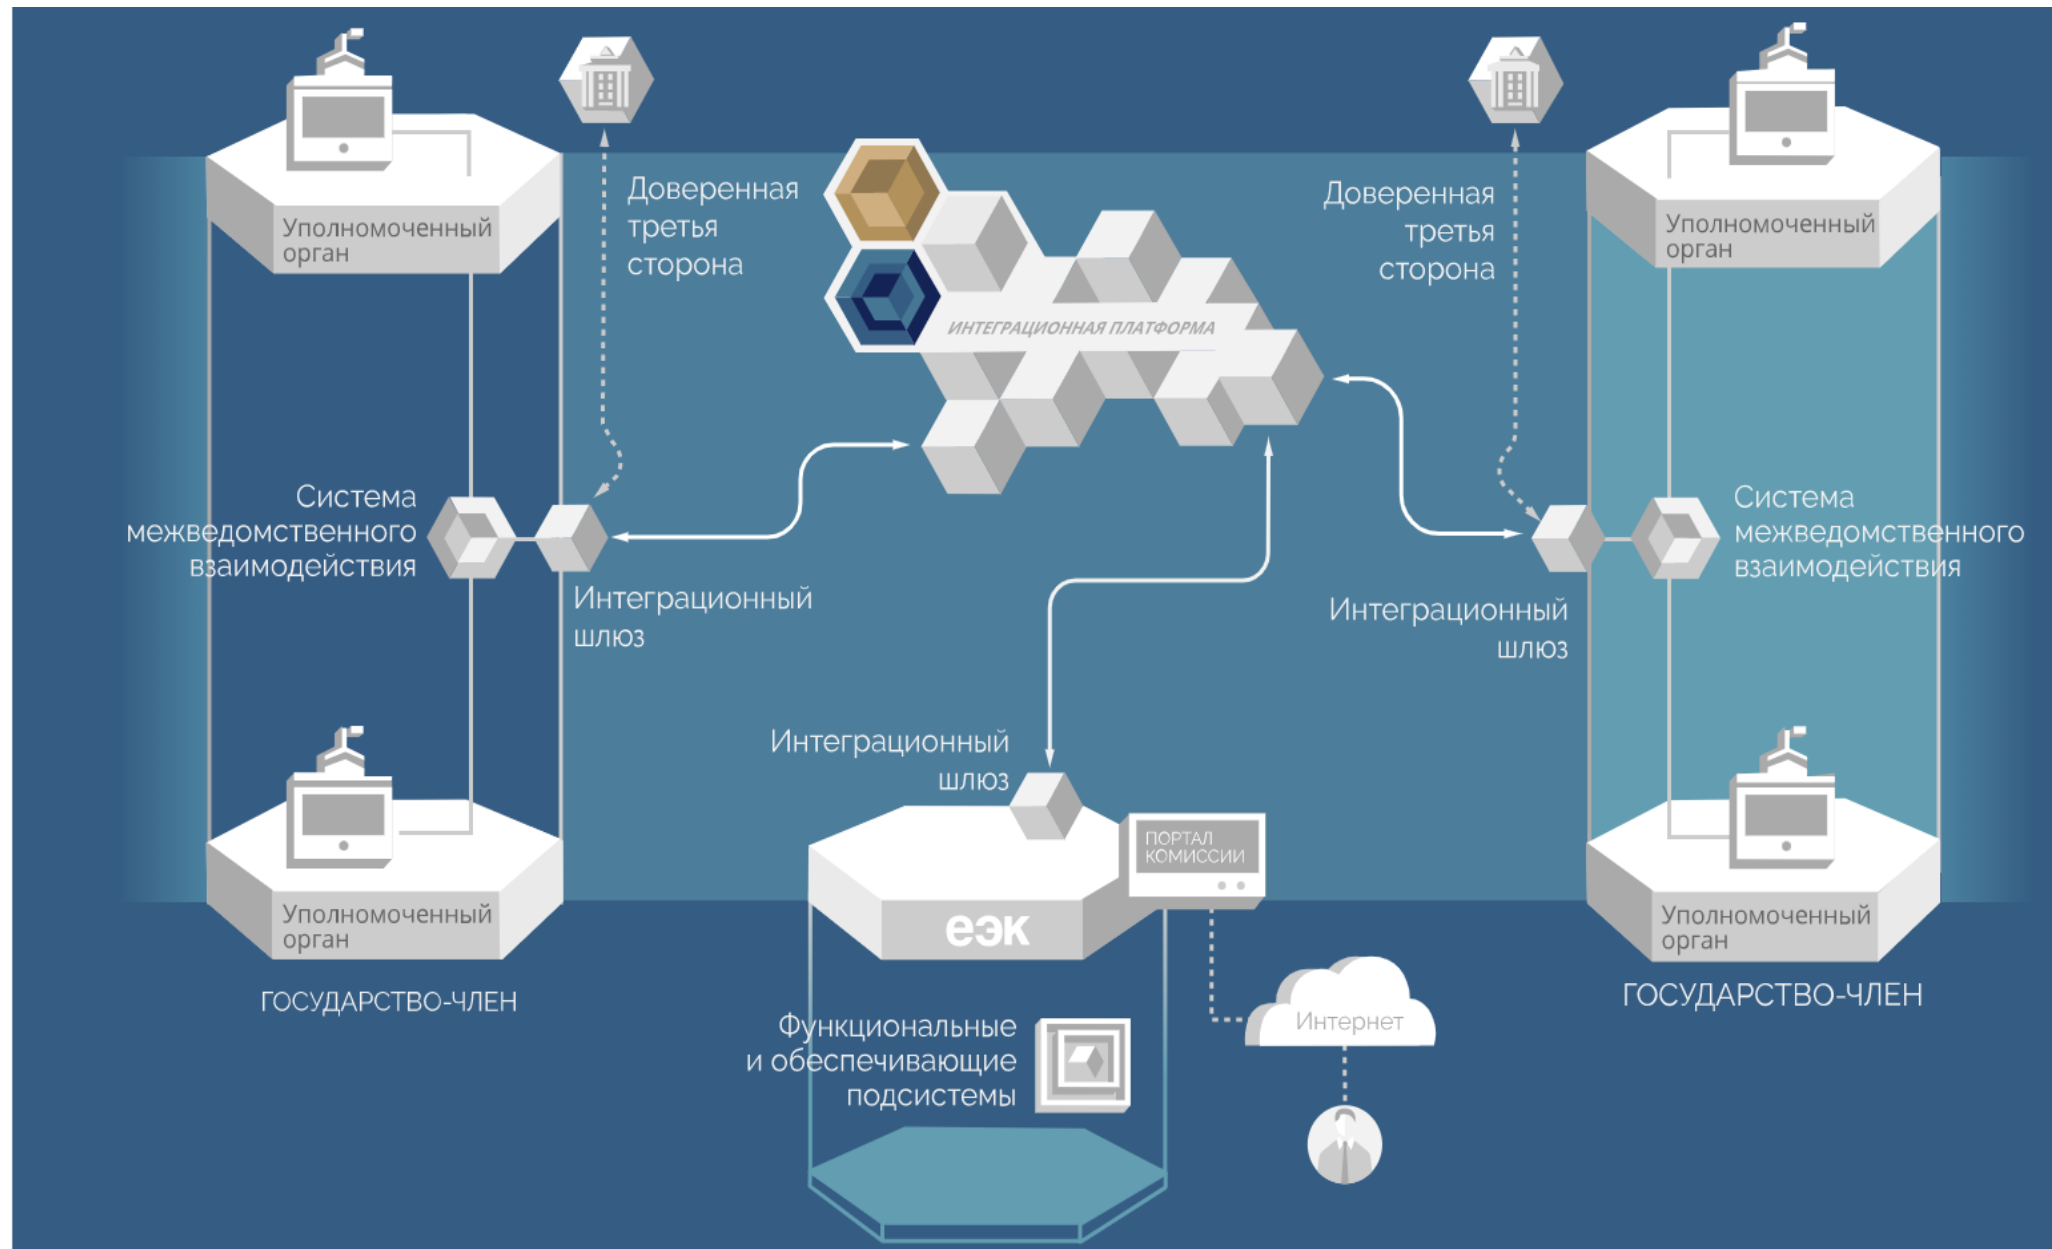 Уполномоченный
орган
Доверенная
третья
сторона
Доверенная
третья
сторона
Уполномоченный
орган
ИНТЕГРАЦИОННАЯ ПЛАТФОРМА
Система
межведомственного
взаимодействия
Интеграционный
шлюз
Система
межведомственного
взаимодействия
Интеграционный
шлюз
Интеграционный
шлюз
ПОРТАЛ
КОМИССИИ
Уполномоченный
орган
еэк
Уполномоченный
орган
ГОСУДАРСТВО-ЧЛЕН
ГОСУДАРСТВО-ЧЛЕН
Функциональные
и обеспечивающие
подсистемы
Интернет